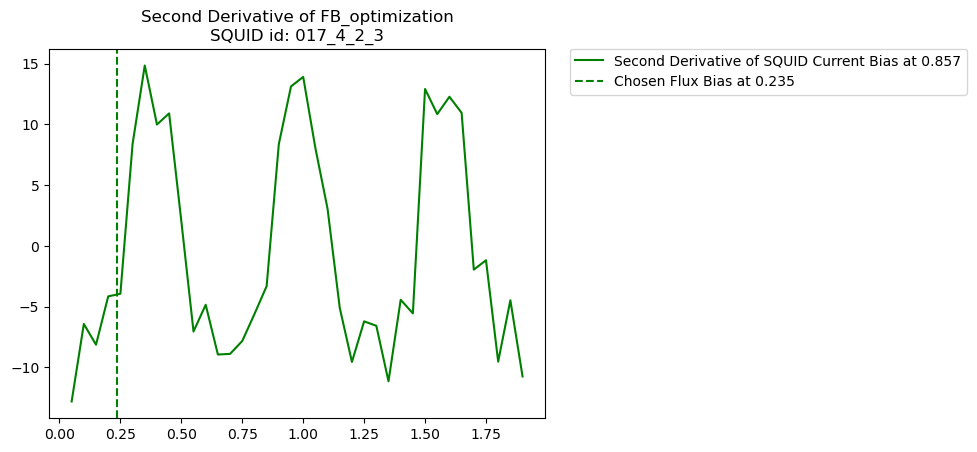 Second Derivative of FB_optimization
SQUID id: 017_4_2_3
Second Derivative of SQUID Current Bias at 0.857
Chosen Flux Bias at 0.235
15
10
5
0
−5
−10
0.00 0.25 0.50 0.75 1.00 1.25 1.50 1.75